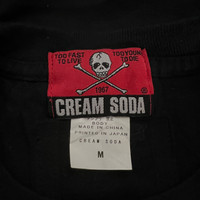 TOO FAST TOO YOUNG
TO LIVE TO DIE
1967
CREAM SODA
BODY
MADE IN CHINA
PRINTED IN JAPAN
CREAM SODA
M